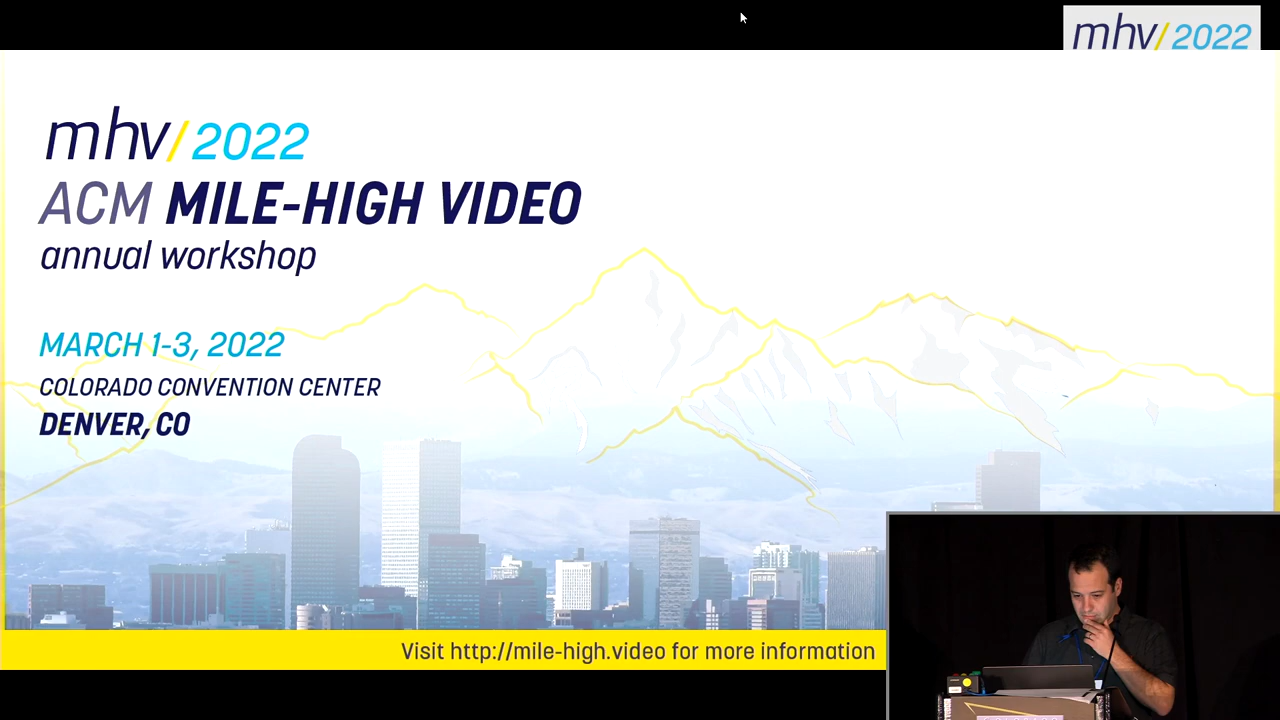 mhv/2022
mhv/2022
ACM MILE-HIGH VIDEO
annual workshop
MARCH 1-3, 2022
COLORADO CONVENTION CENTER
DENVER, CO
Visit http://mile-high.video for more information